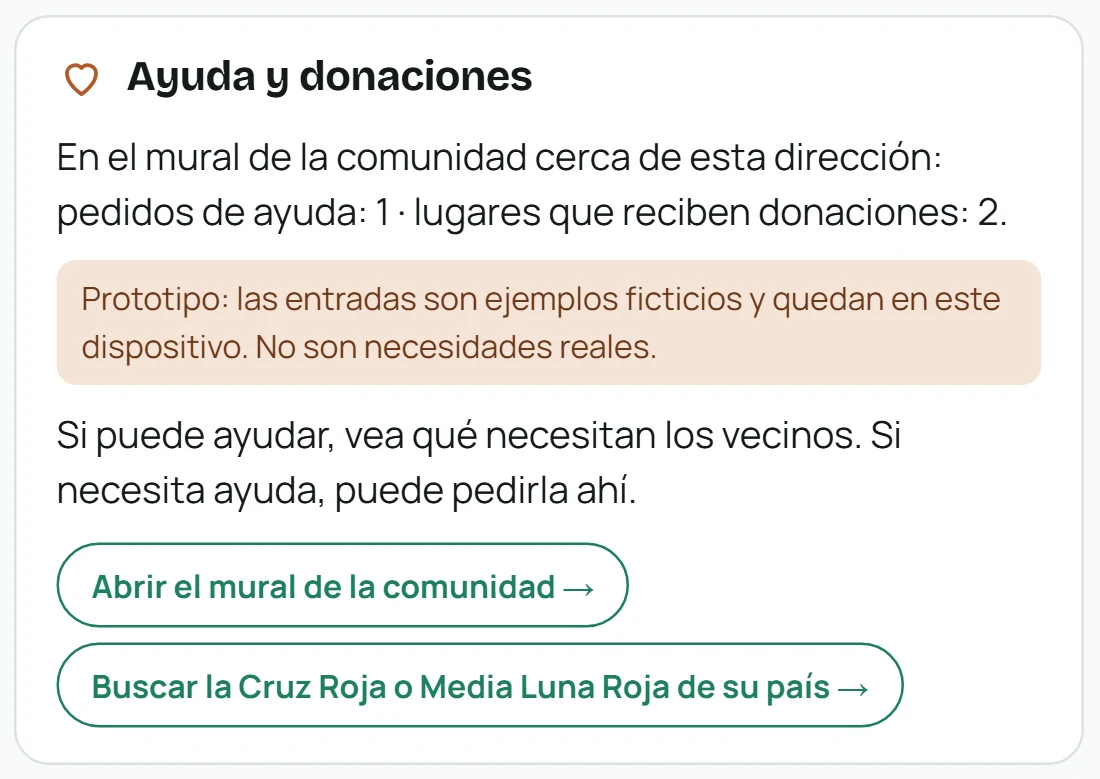 Ayuda y donaciones
En el mural de la comunidad cerca de esta dirección:
pedidos de ayuda: 1 · lugares que reciben donaciones: 2.
Prototipo: las entradas son ejemplos ficticios y quedan en este
dispositivo. No son necesidades reales.
Si puede ayudar, vea qué necesitan los vecinos. Si
necesita ayuda, puede pedirla ahí.
Abrir el mural de la comunidad →
Buscar la Cruz Roja o Media Luna Roja de su país →